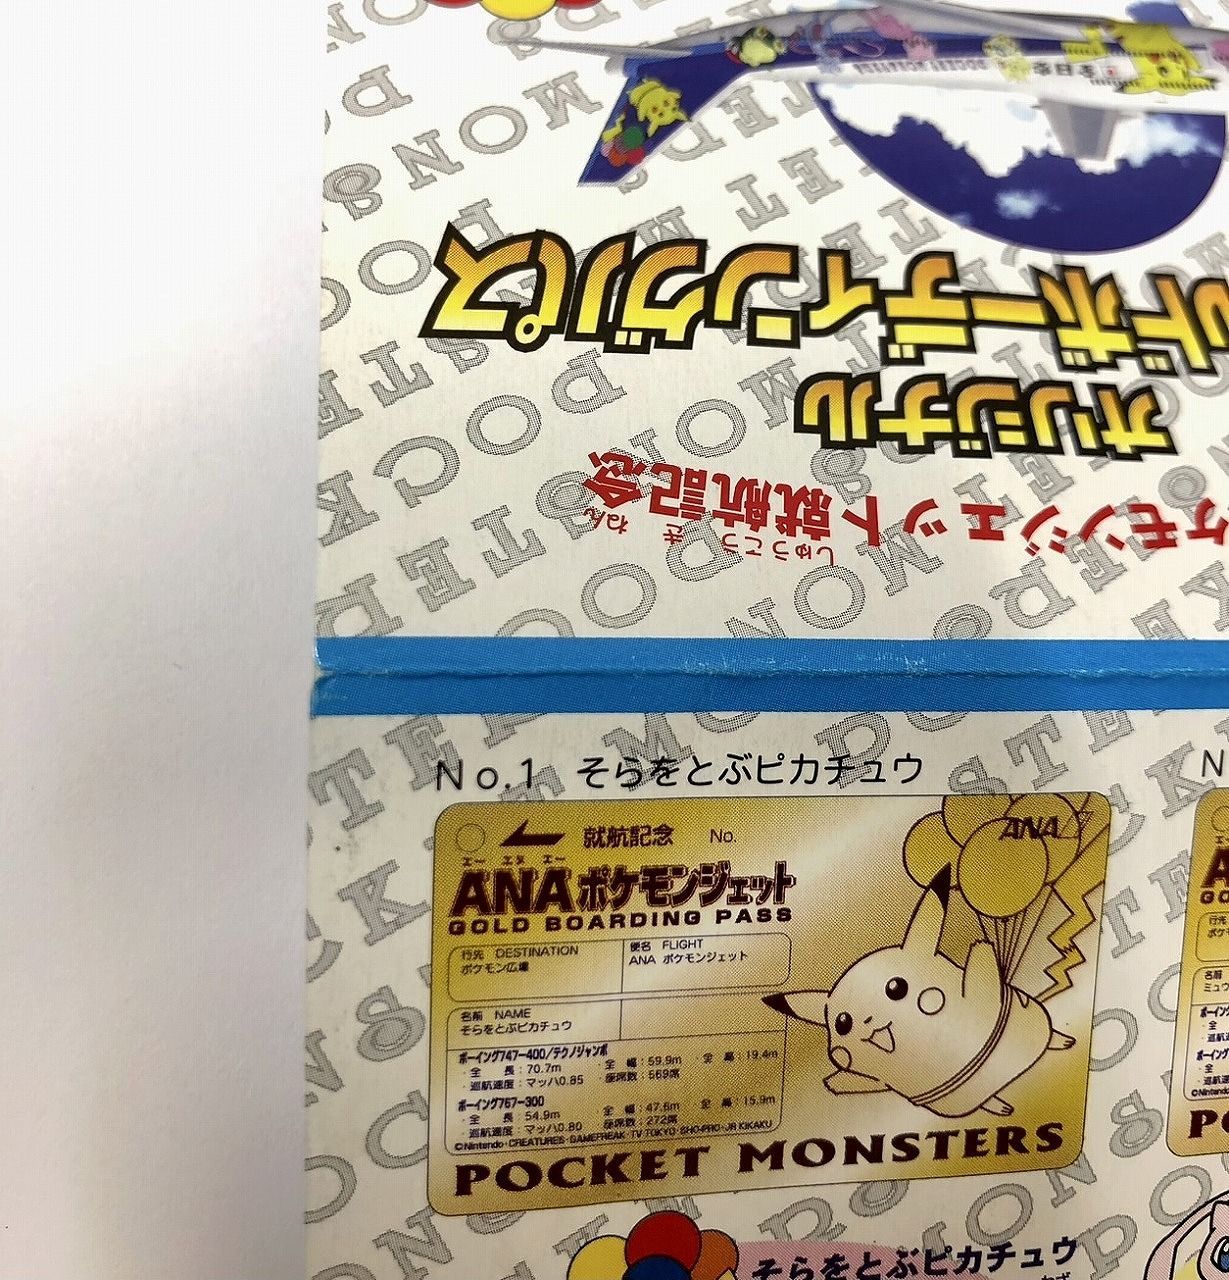 ポケモンジェット就航記念
しゅうこう き ねん
オリジナル
ボーディングパス
全日空
No.1 そらをとぶピカチュウ
就航記念 No.
ANA
エー エヌ エー
ANAポケモンジェット
GOLD BOARDING PASS
行先 DESTINATION
ポケモン広場
便名 FLIGHT
ANA ポケモンジェット
名前 NAME
そらをとぶピカチュウ
ボーイング747-400/テクノジャンボ
・全 長:70.7m ・全 幅:59.9m ・全 高:19.4m
・巡航速度:マッハ0.85 ・座席数:569席
ボーイング767-300
・全 長:54.9m ・全 幅:47.6m ・全 高:15.9m
・巡航速度:マッハ0.80 ・座席数:272席
©Nintendo・CREATURES・GAMEFREAK・TV TOKYO・SHO-PRO・JR KIKAKU
POCKET MONSTERS
そらをとぶピカチュウ